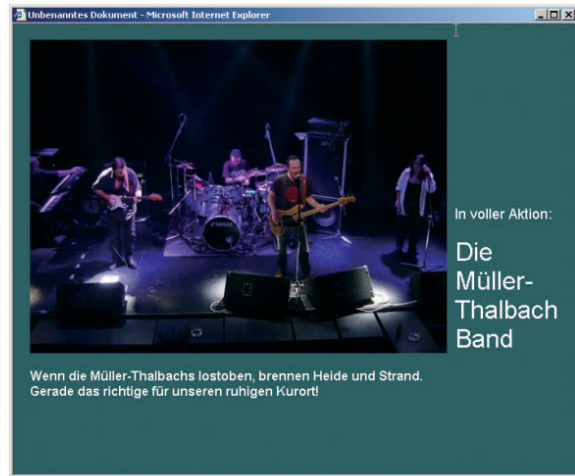 Unbenanntes Dokument - Microsoft Internet Explorer
In voller Aktion:
Die
Müller-
Thalbach
Band
Wenn die Müller-Thalbachs lostoben, brennen Heide und Strand.
Gerade das richtige für unseren ruhigen Kurort!